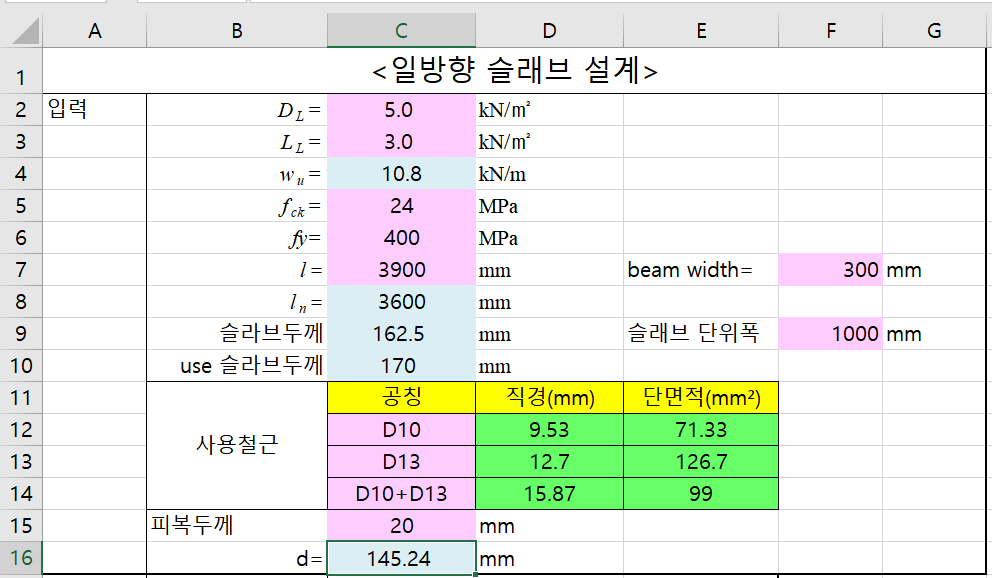 A B C D E F G
1 <일방향 슬래브 설계>
2 입력 D_L= 5.0 kN/㎡
3 L_L= 3.0 kN/㎡
4 w_u= 10.8 kN/m
5 f_ck= 24 MPa
6 fy= 400 MPa
7 l= 3900 mm beam width= 300 mm
8 l_n= 3600 mm
9 슬라브두께 162.5 mm 슬래브 단위폭 1000 mm
10 use 슬라브두께 170 mm
11 공칭 직경(mm) 단면적(mm²)
12 D10 9.53 71.33
사용철근
13 D13 12.7 126.7
14 D10+D13 15.87 99
15 피복두께 20 mm
16 d= 145.24 mm